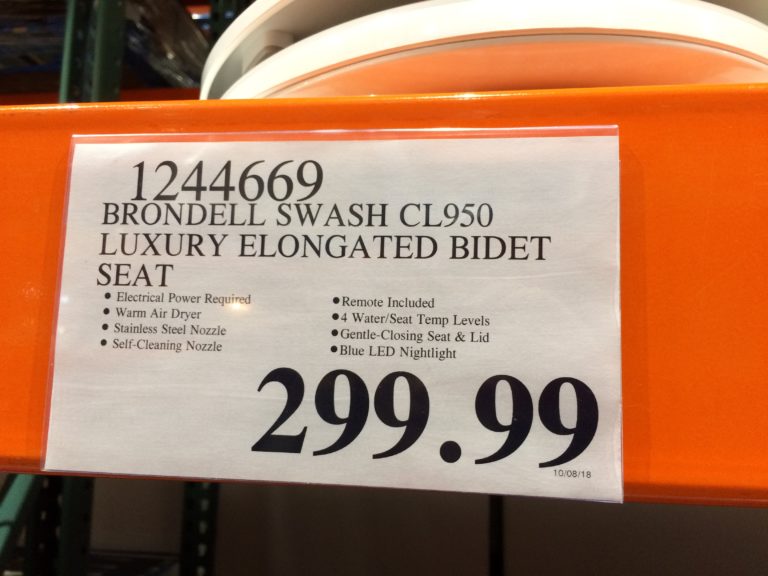 1244669
BRONDELL SWASH CL950
LUXURY ELONGATED BIDET
SEAT
• Electrical Power Required
• Warm Air Dryer
• Stainless Steel Nozzle
• Self-Cleaning Nozzle
• Remote Included
• 4 Water/Seat Temp Levels
• Gentle-Closing Seat & Lid
• Blue LED Nightlight
299.99
10/08/18